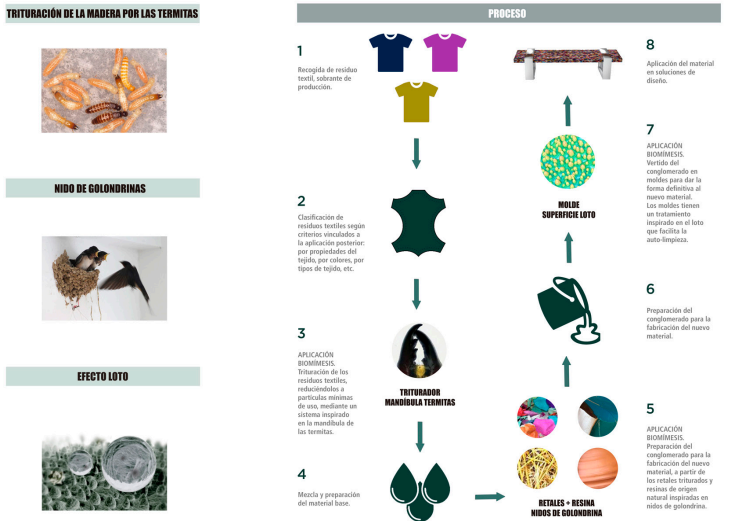 TRITURACIÓN DE LA MADERA POR LAS TERMITAS
NIDO DE GOLONDRINAS
EFECTO LOTO
PROCESO
1
Recogida de residuo
textil, sobrante de
producción.
2
Clasificación de
residuos textiles según
criterios vinculados a
la aplicación posterior:
por propiedades del
tejido, por colores, por
tipos de tejido, etc.
3
APLICACIÓN
BIOMÍMESIS.
Trituración de los
residuos textiles,
reduciéndolos a
partículas mínimas
de uso, mediante un
sistema inspirado
en la mandíbula de
las termitas.
TRITURADOR
MANDÍBULA TERMITAS
4
Mezcla y preparación
del material base.
RETALES + RESINA
NIDOS DE GOLONDRINA
5
APLICACIÓN
BIOMÍMESIS.
Preparación del
conglomerado para la
fabricación del nuevo
material, a partir de
los retales triturados y
resinas de origen
natural inspiradas en
nidos de golondrina.
6
Preparación del
conglomerado para la
fabricación del nuevo
material.
MOLDE
SUPERFICIE LOTO
7
APLICACIÓN
BIOMÍMESIS.
Vertido del
conglomerado en
moldes para dar la
forma definitiva al
nuevo material.
Los moldes tienen
un tratamiento
inspirado en el loto
que facilita la
auto-limpieza.
8
Aplicación del material
en soluciones de
diseño.